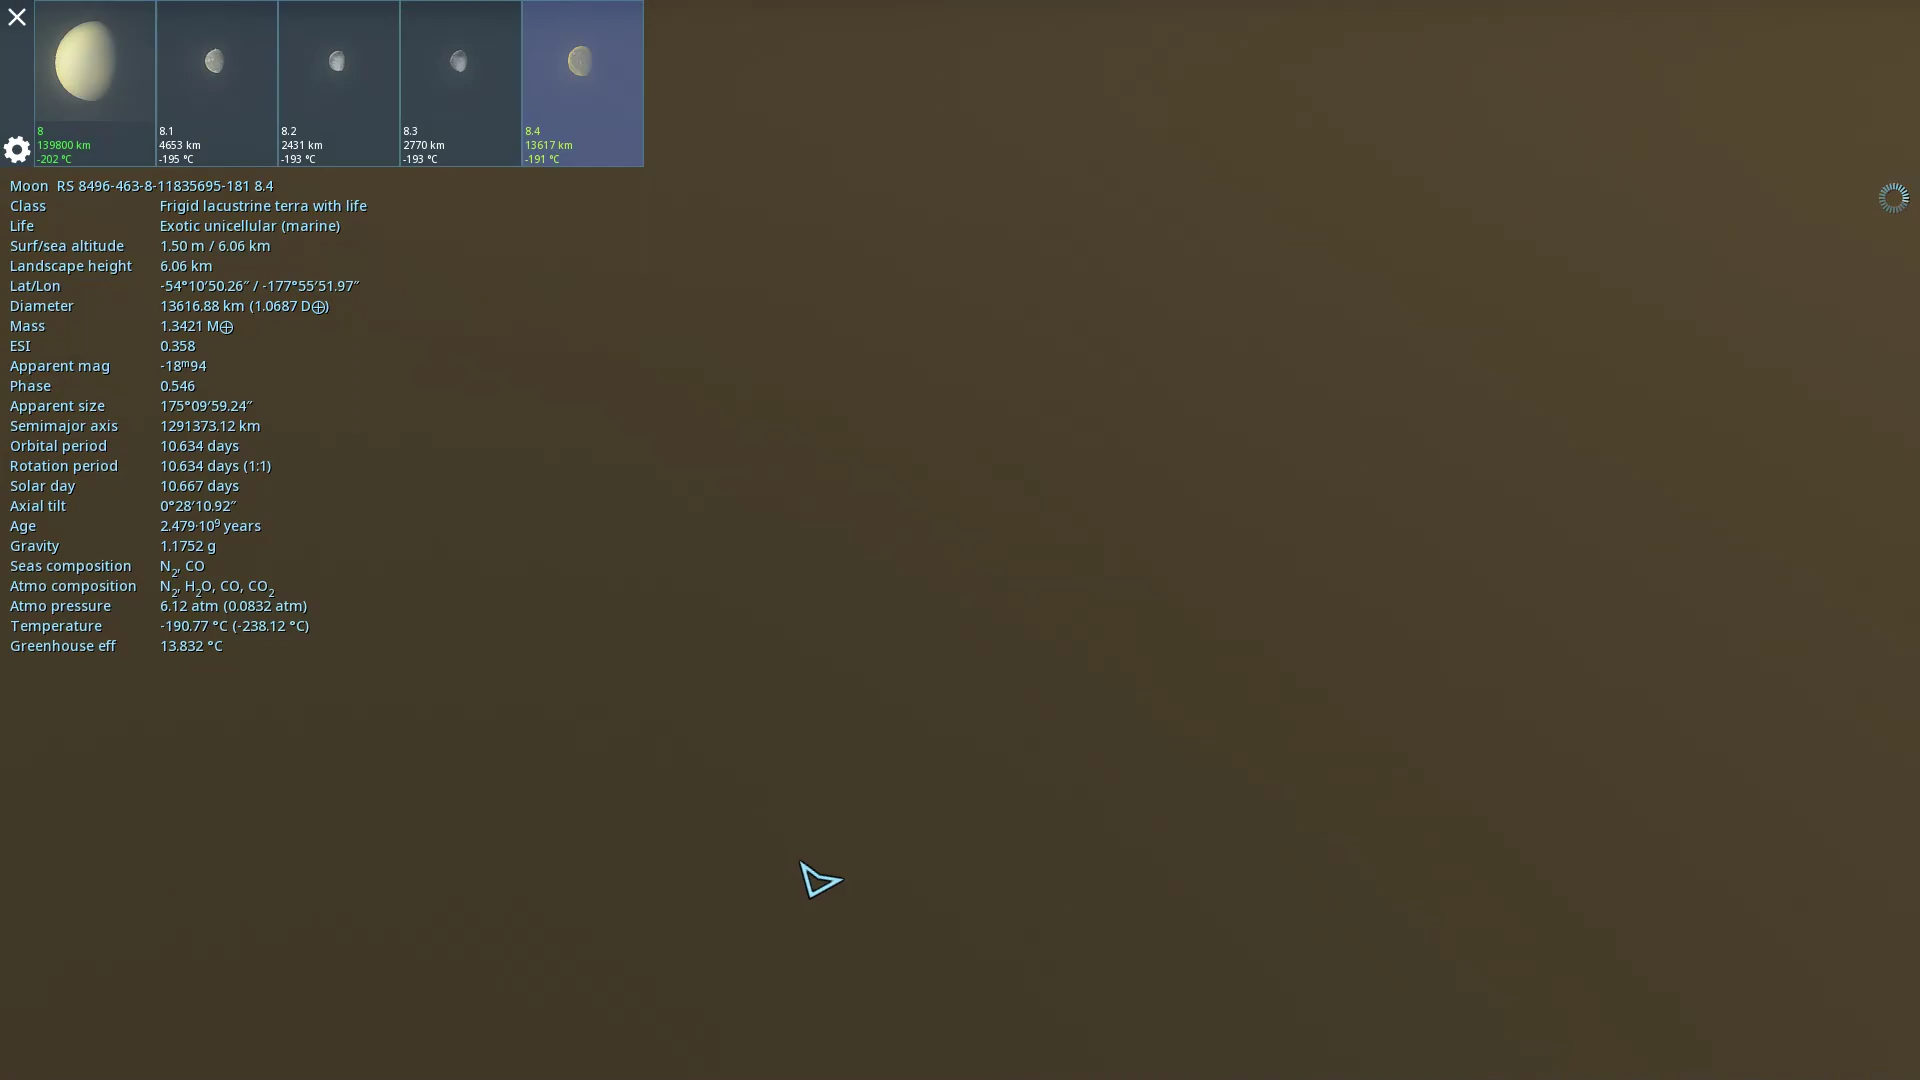 8
139800 km
-202 °C
8.1
4653 km
-195 °C
8.2
2431 km
-193 °C
8.3
2770 km
-193 °C
8.4
13617 km
-191 °C
Moon RS 8496-463-8-11835695-181 8.4
Class Frigid lacustrine terra with life
Life Exotic unicellular (marine)
Surf/sea altitude 1.50 m / 6.06 km
Landscape height 6.06 km
Lat/Lon -54°10′50.26″ / -177°55′51.97″
Diameter 13616.88 km (1.0687 D⊕)
Mass 1.3421 M⊕
ESI 0.358
Apparent mag -18ᵐ94
Phase 0.546
Apparent size 175°09′59.24″
Semimajor axis 1291373.12 km
Orbital period 10.634 days
Rotation period 10.634 days (1:1)
Solar day 10.667 days
Axial tilt 0°28′10.92″
Age 2.479·10⁹ years
Gravity 1.1752 g
Seas composition N₂, CO
Atmo composition N₂, H₂O, CO, CO₂
Atmo pressure 6.12 atm (0.0832 atm)
Temperature -190.77 °C (-238.12 °C)
Greenhouse eff 13.832 °C